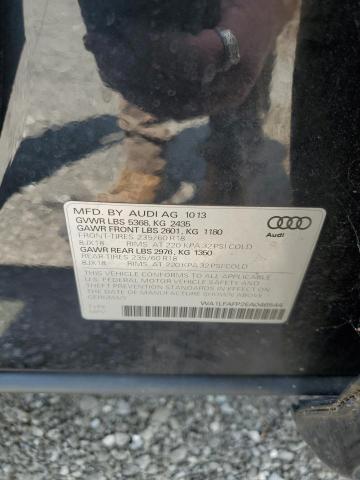 MFD. BY AUDI AG 10 13
GVWR LBS 5368, KG 2435
GAWR FRONT LBS 2601, KG 1180
FRONT-TIRES 235/60 R18
8JX18 RIMS, AT 220 KPA 32 PSI COLD
GAWR REAR LBS 2976, KG 1350
REAR TIRES 235/60 R18
8JX18 RIMS, AT 220 KPA 32 PSI COLD
THIS VEHICLE CONFORMS TO ALL APPLICABLE
U.S. FEDERAL MOTOR VEHICLE SAFETY AND
THEFT PREVENTION STANDARDS IN EFFECT ON
THE DATE OF MANUFACTURE SHOWN ABOVE
(GERMANY)
TYPE
Audi